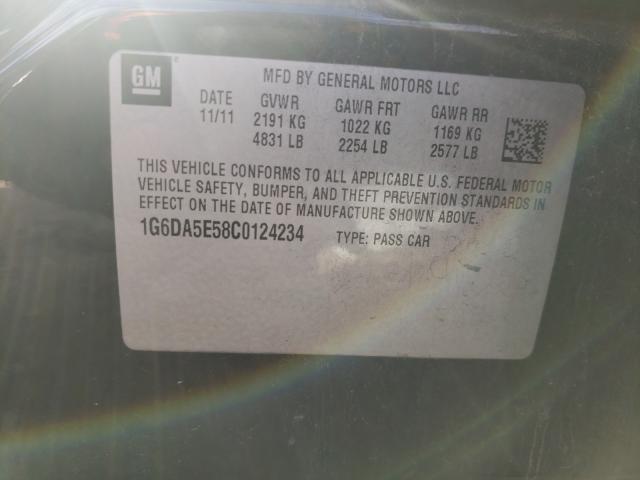 GM
MFD BY GENERAL MOTORS LLC
DATE GVWR GAWR FRT GAWR RR
11/11 2191 KG 1022 KG 1169 KG
4831 LB 2254 LB 2577 LB
THIS VEHICLE CONFORMS TO ALL APPLICABLE U.S. FEDERAL MOTOR
VEHICLE SAFETY, BUMPER, AND THEFT PREVENTION STANDARDS IN
EFFECT ON THE DATE OF MANUFACTURE SHOWN ABOVE.
1G6DA5E58C0124234 TYPE: PASS CAR